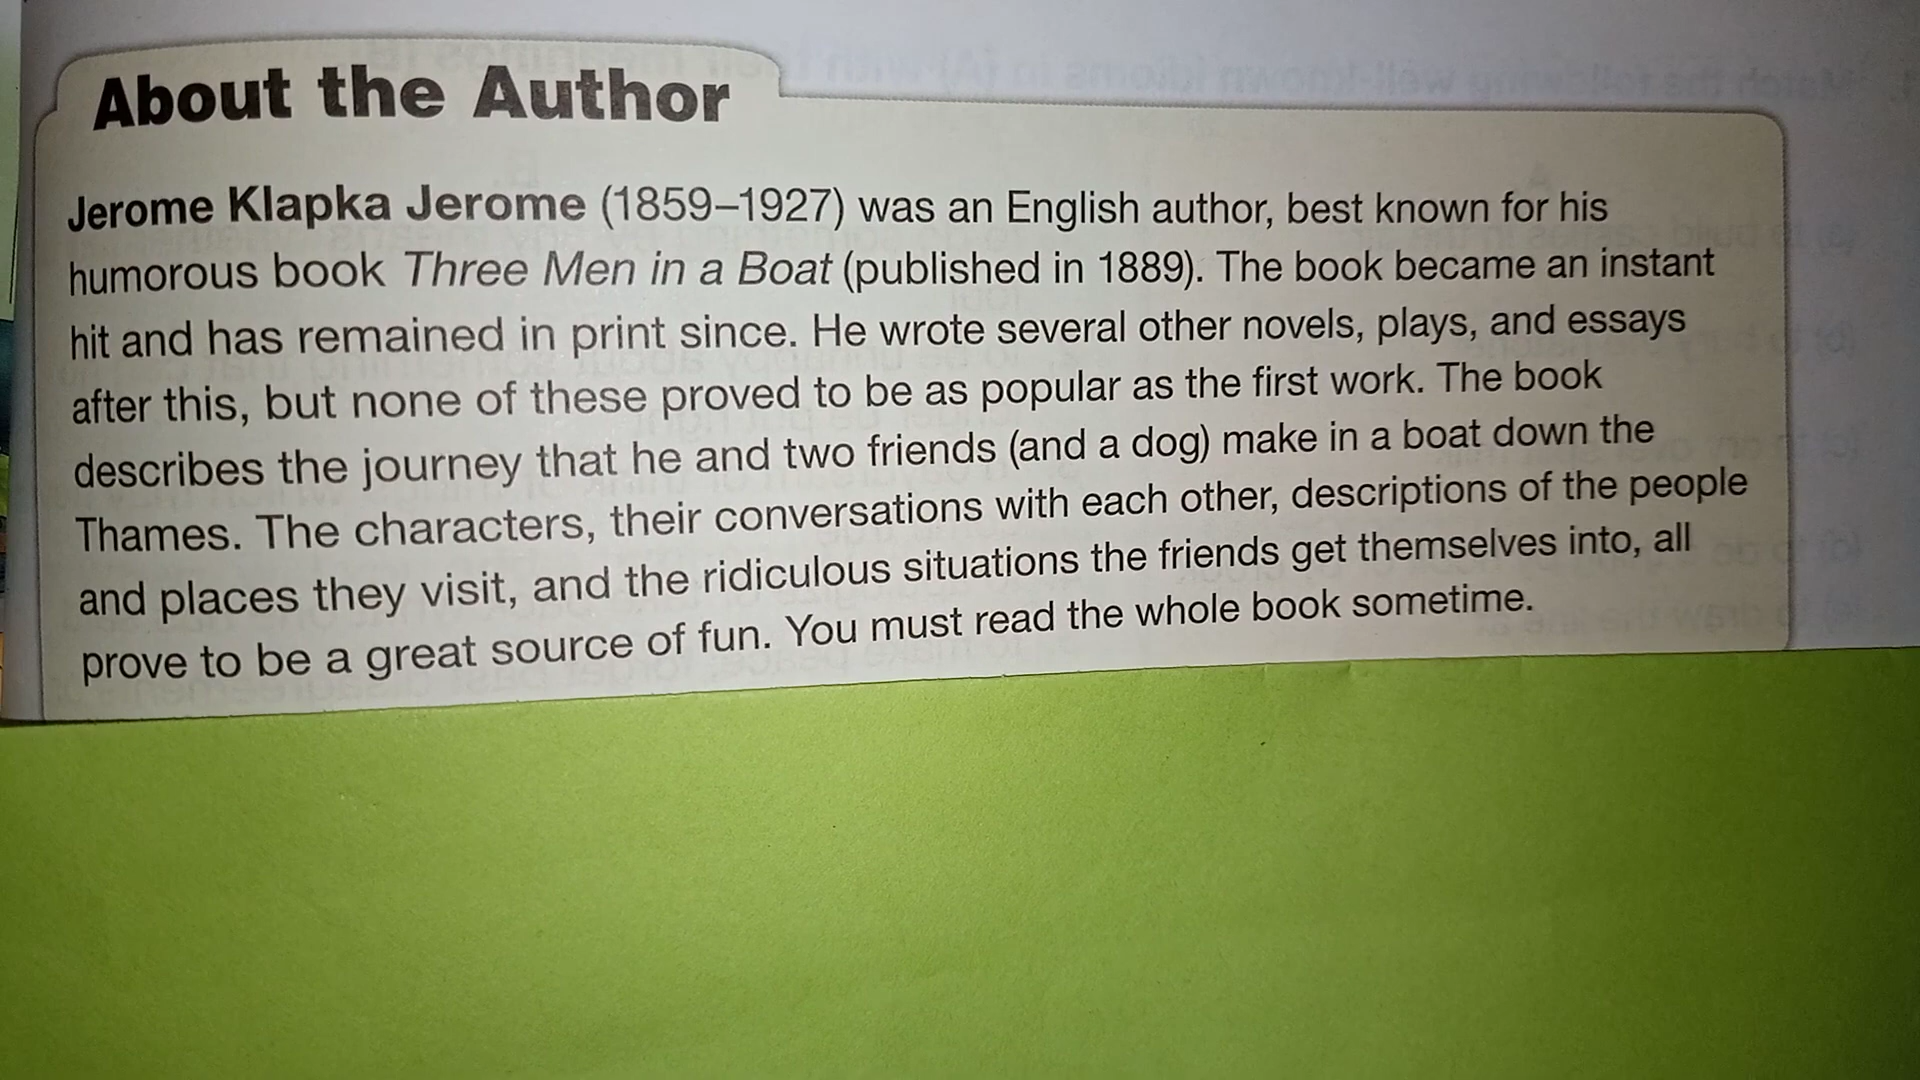 About the Author
Jerome Klapka Jerome (1859–1927) was an English author, best known for his
humorous book Three Men in a Boat (published in 1889). The book became an instant
hit and has remained in print since. He wrote several other novels, plays, and essays
after this, but none of these proved to be as popular as the first work. The book
describes the journey that he and two friends (and a dog) make in a boat down the
Thames. The characters, their conversations with each other, descriptions of the people
and places they visit, and the ridiculous situations the friends get themselves into, all
prove to be a great source of fun. You must read the whole book sometime.